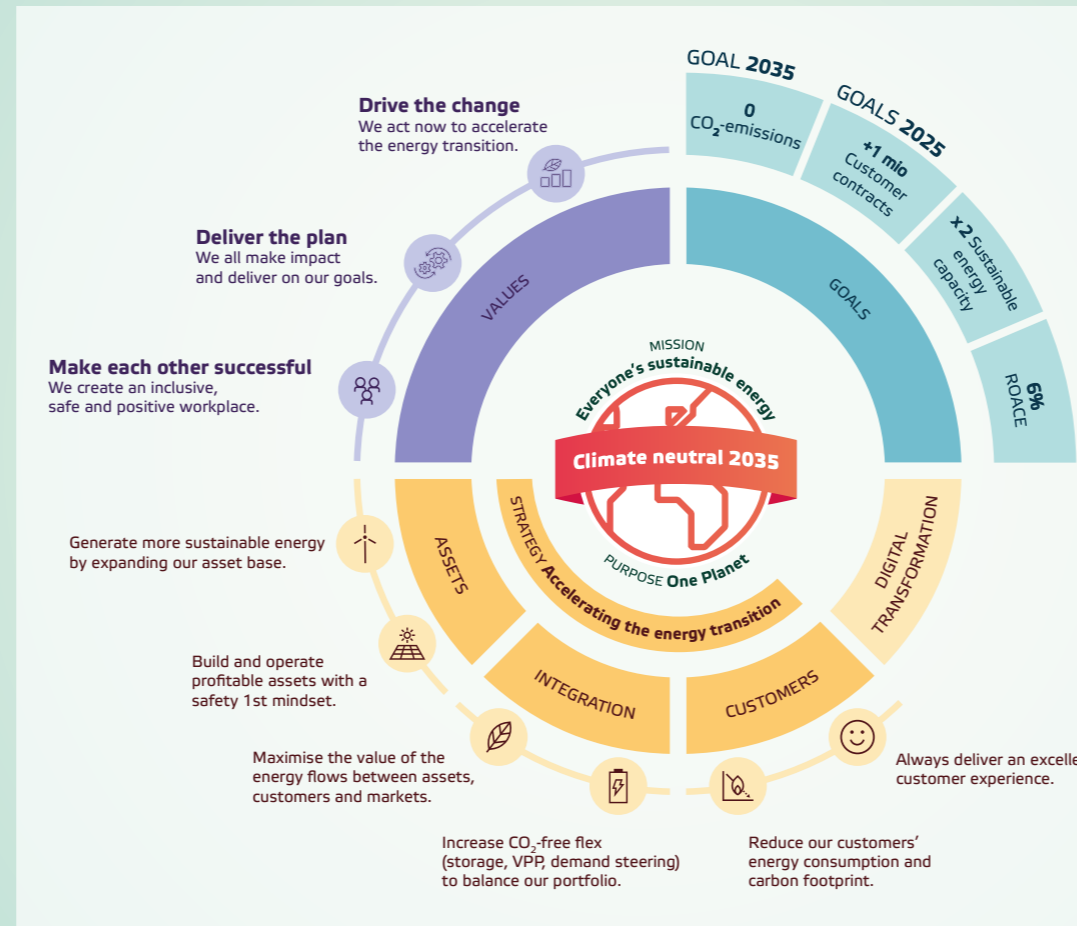 GOAL 2035
0
CO₂-emissions
GOALS 2025
+1 mio
Customer
contracts
x2 Sustainable
energy
capacity
6%
ROACE
Drive the change
We act now to accelerate
the energy transition.
Deliver the plan
We all make impact
and deliver on our goals.
Make each other successful
We create an inclusive,
safe and positive workplace.
VALUES
GOALS
MISSION
Everyone's sustainable energy
Climate neutral 2035
PURPOSE One Planet
STRATEGY Accelerating the energy transition
ASSETS
INTEGRATION
CUSTOMERS
DIGITAL
TRANSFORMATION
Generate more sustainable energy
by expanding our asset base.
Build and operate
profitable assets with a
safety 1st mindset.
Maximise the value of the
energy flows between assets,
customers and markets.
Increase CO₂-free flex
(storage, VPP, demand steering)
to balance our portfolio.
Reduce our customers’
energy consumption and
carbon footprint.
Always deliver an
customer experience.